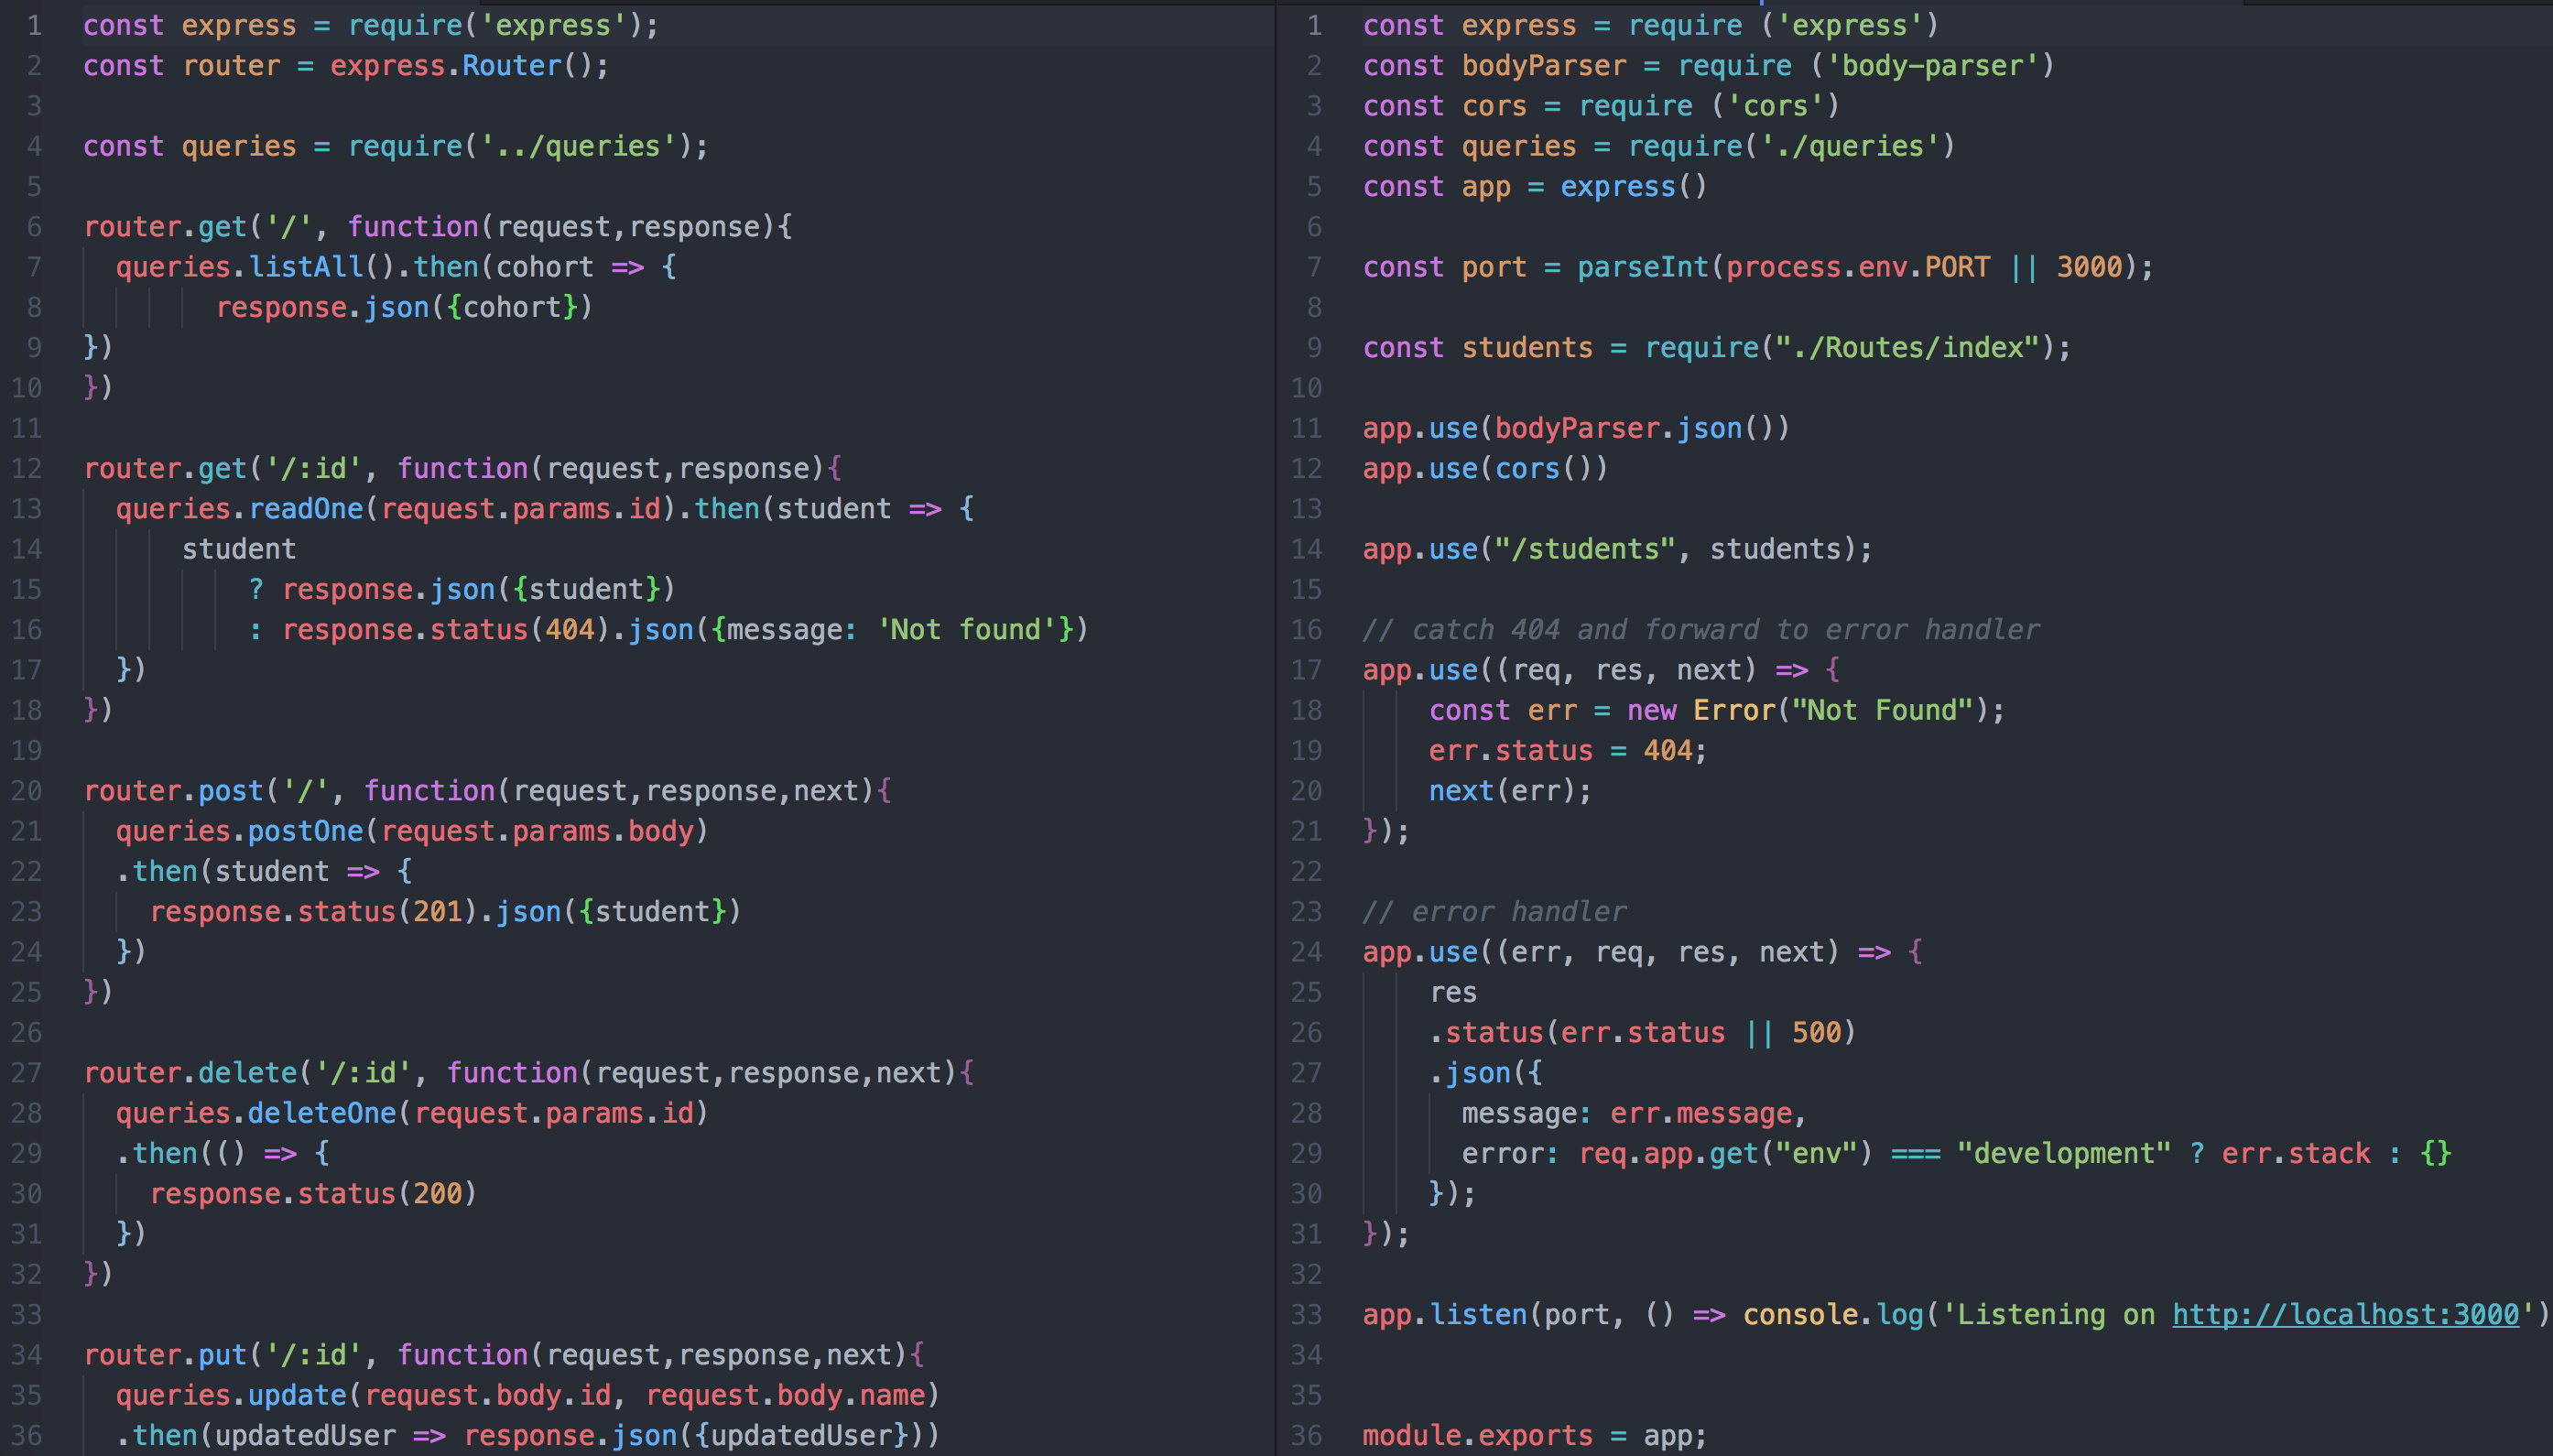 1 const express = require('express');
2 const router = express.Router();
3
4 const queries = require('../queries');
5
6 router.get('/', function(request,response){
7   queries.listAll().then(cohort => {
8         response.json({cohort})
9 })
10 })
11
12 router.get('/:id', function(request,response){
13   queries.readOne(request.params.id).then(student => {
14       student
15           ? response.json({student})
16           : response.status(404).json({message: 'Not found'})
17   })
18 })
19
20 router.post('/', function(request,response,next){
21   queries.postOne(request.params.body)
22   .then(student => {
23     response.status(201).json({student})
24   })
25 })
26
27 router.delete('/:id', function(request,response,next){
28   queries.deleteOne(request.params.id)
29   .then(() => {
30     response.status(200)
31   })
32 })
33
34 router.put('/:id', function(request,response,next){
35   queries.update(request.body.id, request.body.name)
36   .then(updatedUser => response.json({updatedUser}))
1 const express = require ('express')
2 const bodyParser = require ('body-parser')
3 const cors = require ('cors')
4 const queries = require('./queries')
5 const app = express()
6
7 const port = parseInt(process.env.PORT || 3000);
8
9 const students = require("./Routes/index");
10
11 app.use(bodyParser.json())
12 app.use(cors())
13
14 app.use("/students", students);
15
16 // catch 404 and forward to error handler
17 app.use((req, res, next) => {
18     const err = new Error("Not Found");
19     err.status = 404;
20     next(err);
21 });
22
23 // error handler
24 app.use((err, req, res, next) => {
25     res
26     .status(err.status || 500)
27     .json({
28       message: err.message,
29       error: req.app.get("env") === "development" ? err.stack : {}
30     });
31 });
32
33 app.listen(port, () => console.log('Listening on http://localhost:3000')
34
35
36 module.exports = app;